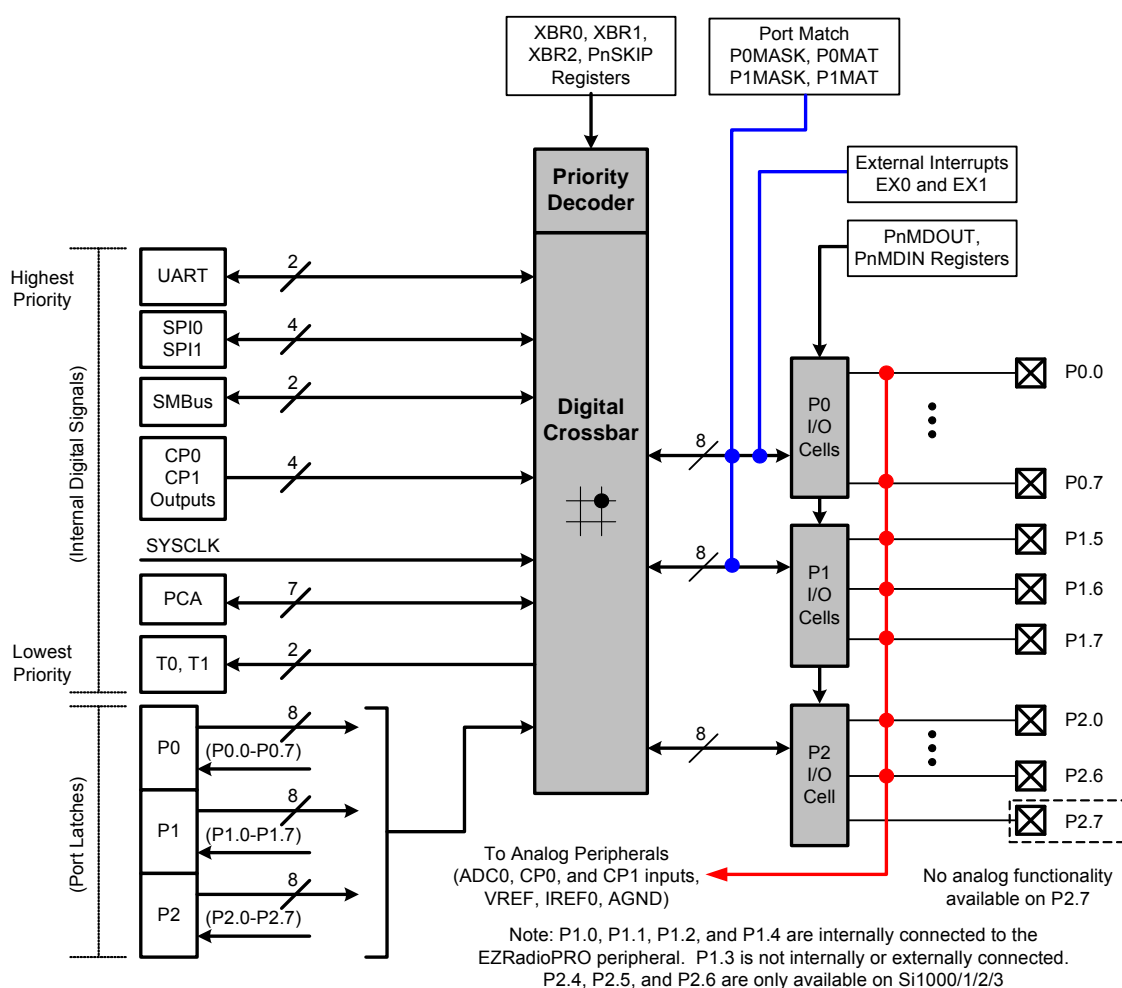 XBR0, XBR1,
XBR2, PnSKIP
Registers
Port Match
P0MASK, P0MAT
P1MASK, P1MAT
External Interrupts
EX0 and EX1
Priority
Decoder
PnMDOUT,
PnMDIN Registers
Highest
Priority
(Internal Digital Signals)
Lowest
Priority
UART
2
SPI0
SPI1
4
SMBus
2
CP0
CP1
Outputs
4
SYSCLK
PCA
7
T0, T1
2
Digital
Crossbar
8
P0
I/O
Cells
P0.0
P0.7
8
P1
I/O
Cells
P1.5
P1.6
P1.7
8
P2
I/O
Cell
P2.0
P2.6
P2.7
(Port Latches)
P0
8
(P0.0-P0.7)
P1
8
(P1.0-P1.7)
P2
8
(P2.0-P2.7)
To Analog Peripherals
(ADC0, CP0, and CP1 inputs,
VREF, IREF0, AGND)
No analog functionality
available on P2.7
Note: P1.0, P1.1, P1.2, and P1.4 are internally connected to the
EZRadioPRO peripheral. P1.3 is not internally or externally connected.
P2.4, P2.5, and P2.6 are only available on Si1000/1/2/3